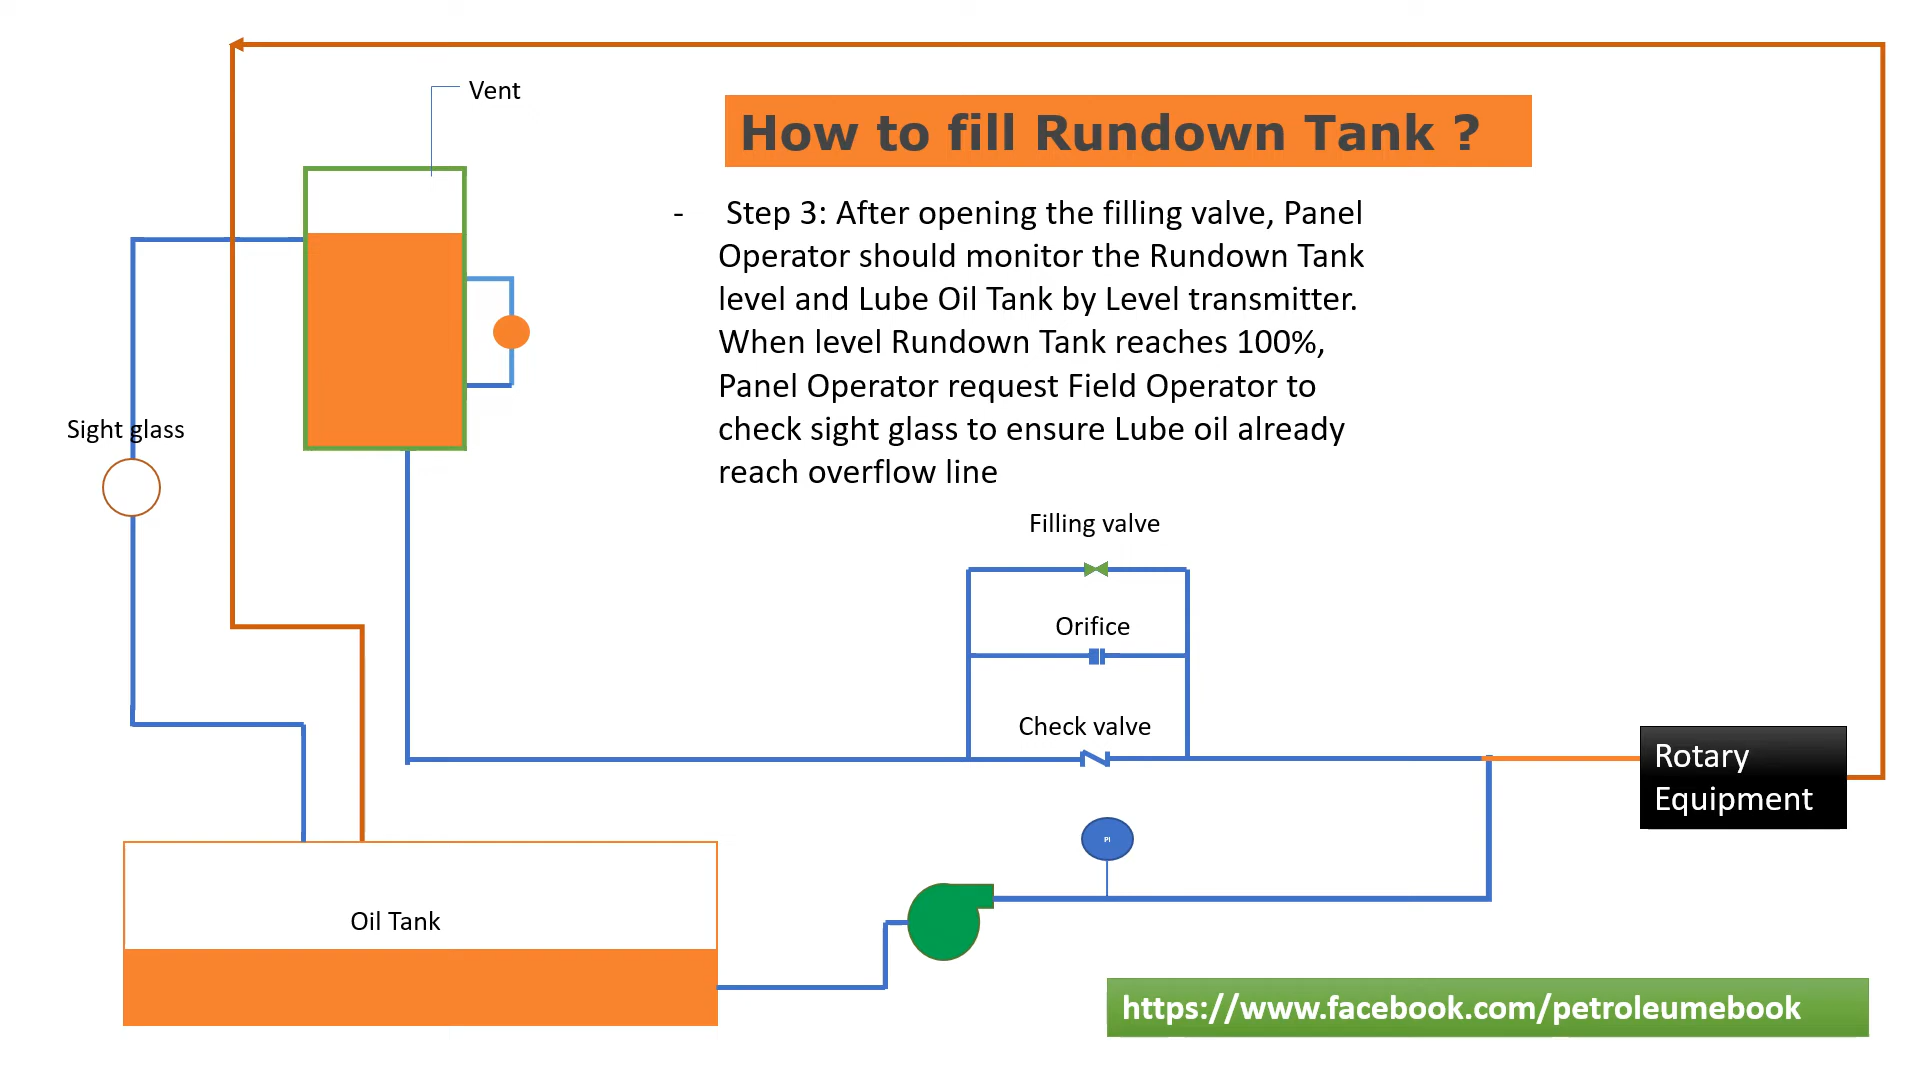 Vent
How to fill Rundown Tank ?
- Step 3: After opening the filling valve, Panel
Operator should monitor the Rundown Tank
level and Lube Oil Tank by Level transmitter.
When level Rundown Tank reaches 100%,
Panel Operator request Field Operator to
check sight glass to ensure Lube oil already
reach overflow line
Sight glass
Filling valve
Orifice
Check valve
Rotary
Equipment
PI
Oil Tank
https://www.facebook.com/petroleumebook